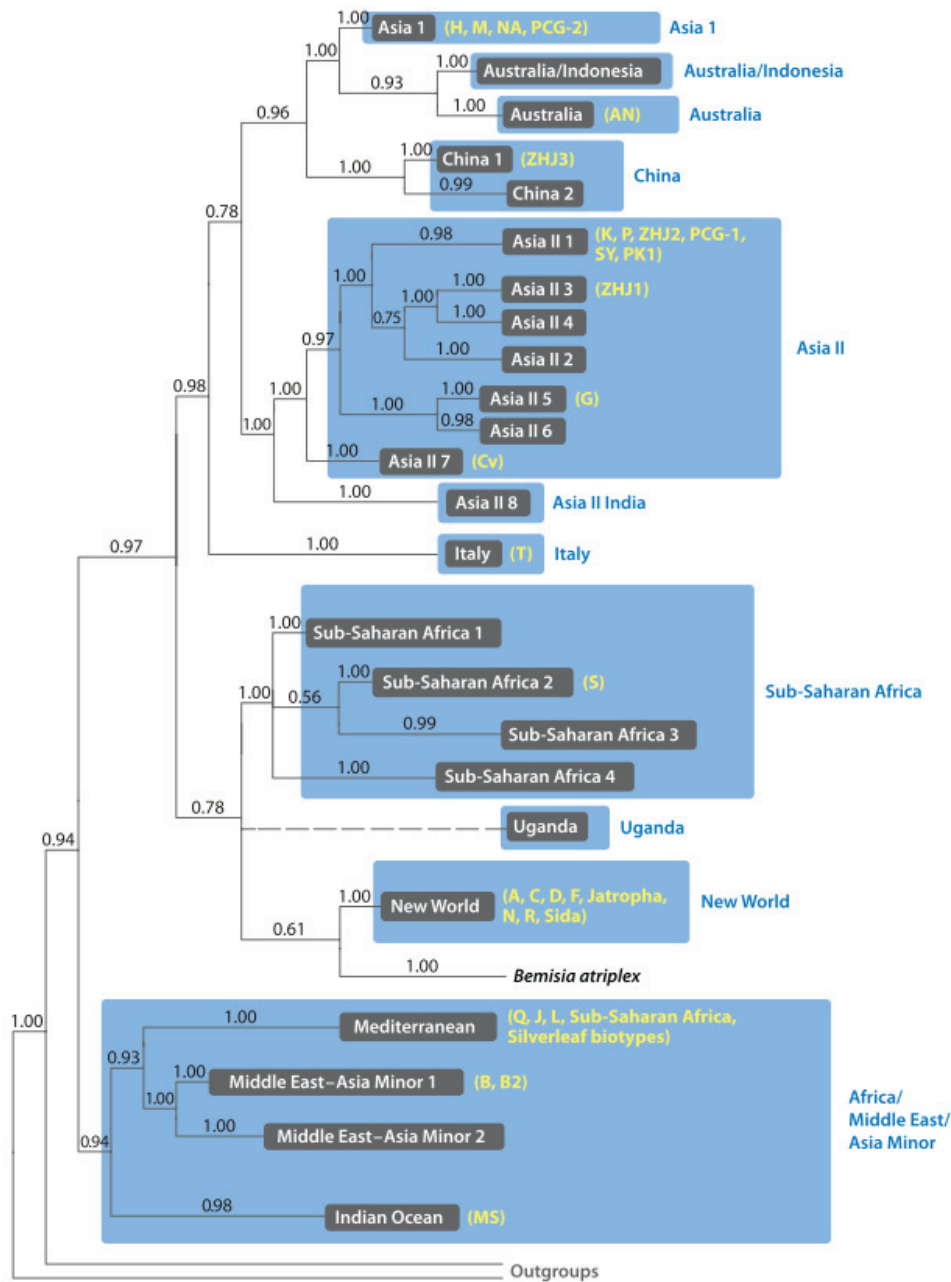 1.00
Asia 1 (H, M, NA, PCG-2) Asia 1
1.00
0.93
1.00
Australia/Indonesia Australia/Indonesia
1.00
Australia (AN) Australia
0.96
1.00
1.00
China 1 (ZHJ3)
China
0.99
China 2
0.78
0.98
Asia II 1 (K, P, ZHJ2, PCG-1,
SY, PK1)
1.00
1.00
1.00
Asia II 3 (ZHJ1)
0.75
1.00
Asia II 4
0.97
Asia II
1.00
Asia II 2
0.98
1.00
1.00
1.00
Asia II 5 (G)
0.98
Asia II 6
1.00
1.00
Asia II 7 (Cv)
1.00
Asia II 8 Asia II India
0.97
1.00
Italy (T) Italy
1.00
Sub-Saharan Africa 1
1.00
0.56
1.00
Sub-Saharan Africa 2 (S)
Sub-Saharan Africa
0.99
Sub-Saharan Africa 3
1.00
Sub-Saharan Africa 4
0.78
Uganda Uganda
0.94
1.00
New World (A, C, D, F, Jatropha,
N, R, Sida)
New World
0.61
1.00
Bemisia atriplex
1.00
1.00
Mediterranean (Q, J, L, Sub-Saharan Africa,
Silverleaf biotypes)
0.93
1.00
Middle East–Asia Minor 1 (B, B2)
1.00
1.00
Middle East–Asia Minor 2
Africa/
Middle East/
Asia Minor
0.94
0.98
Indian Ocean (MS)
Outgroups